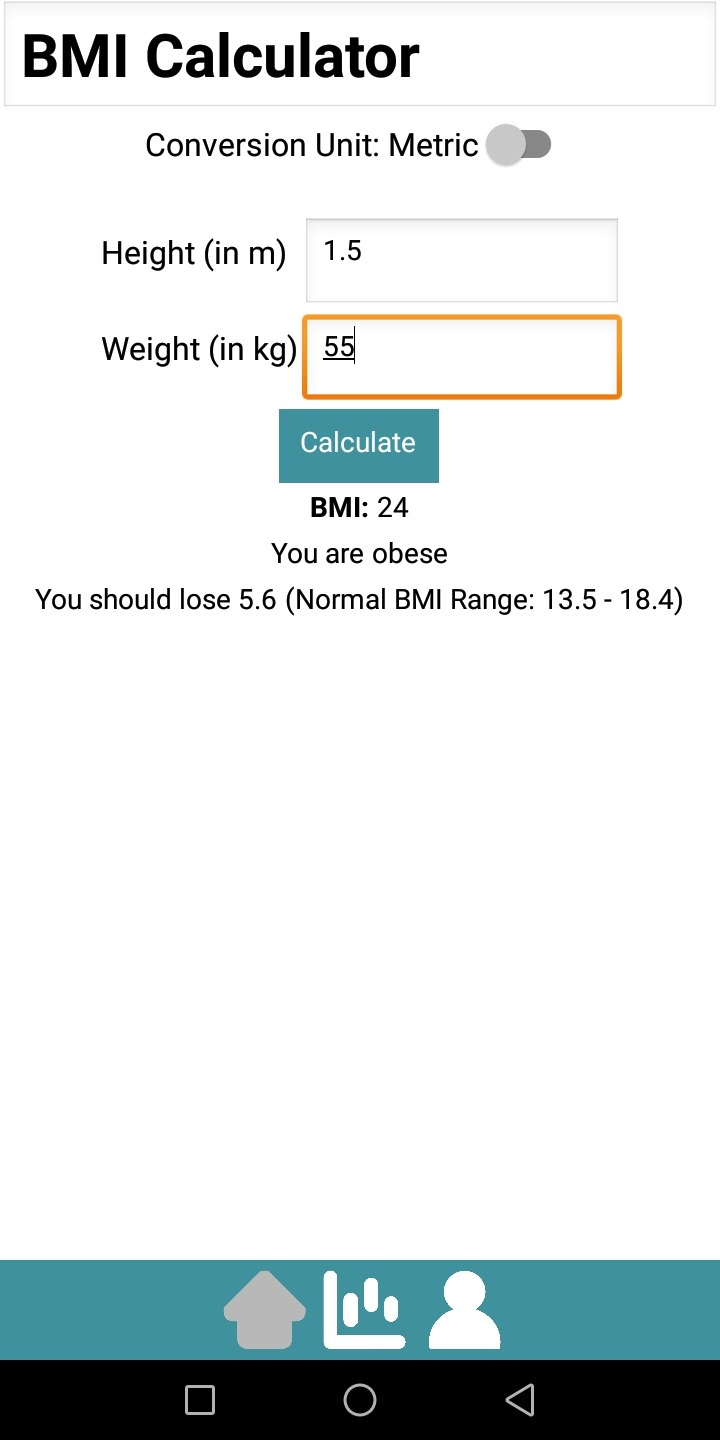 BMI Calculator
Conversion Unit: Metric
Height (in m) 1.5
Weight (in kg) 55
Calculate
BMI: 24
You are obese
You should lose 5.6 (Normal BMI Range: 13.5 - 18.4)